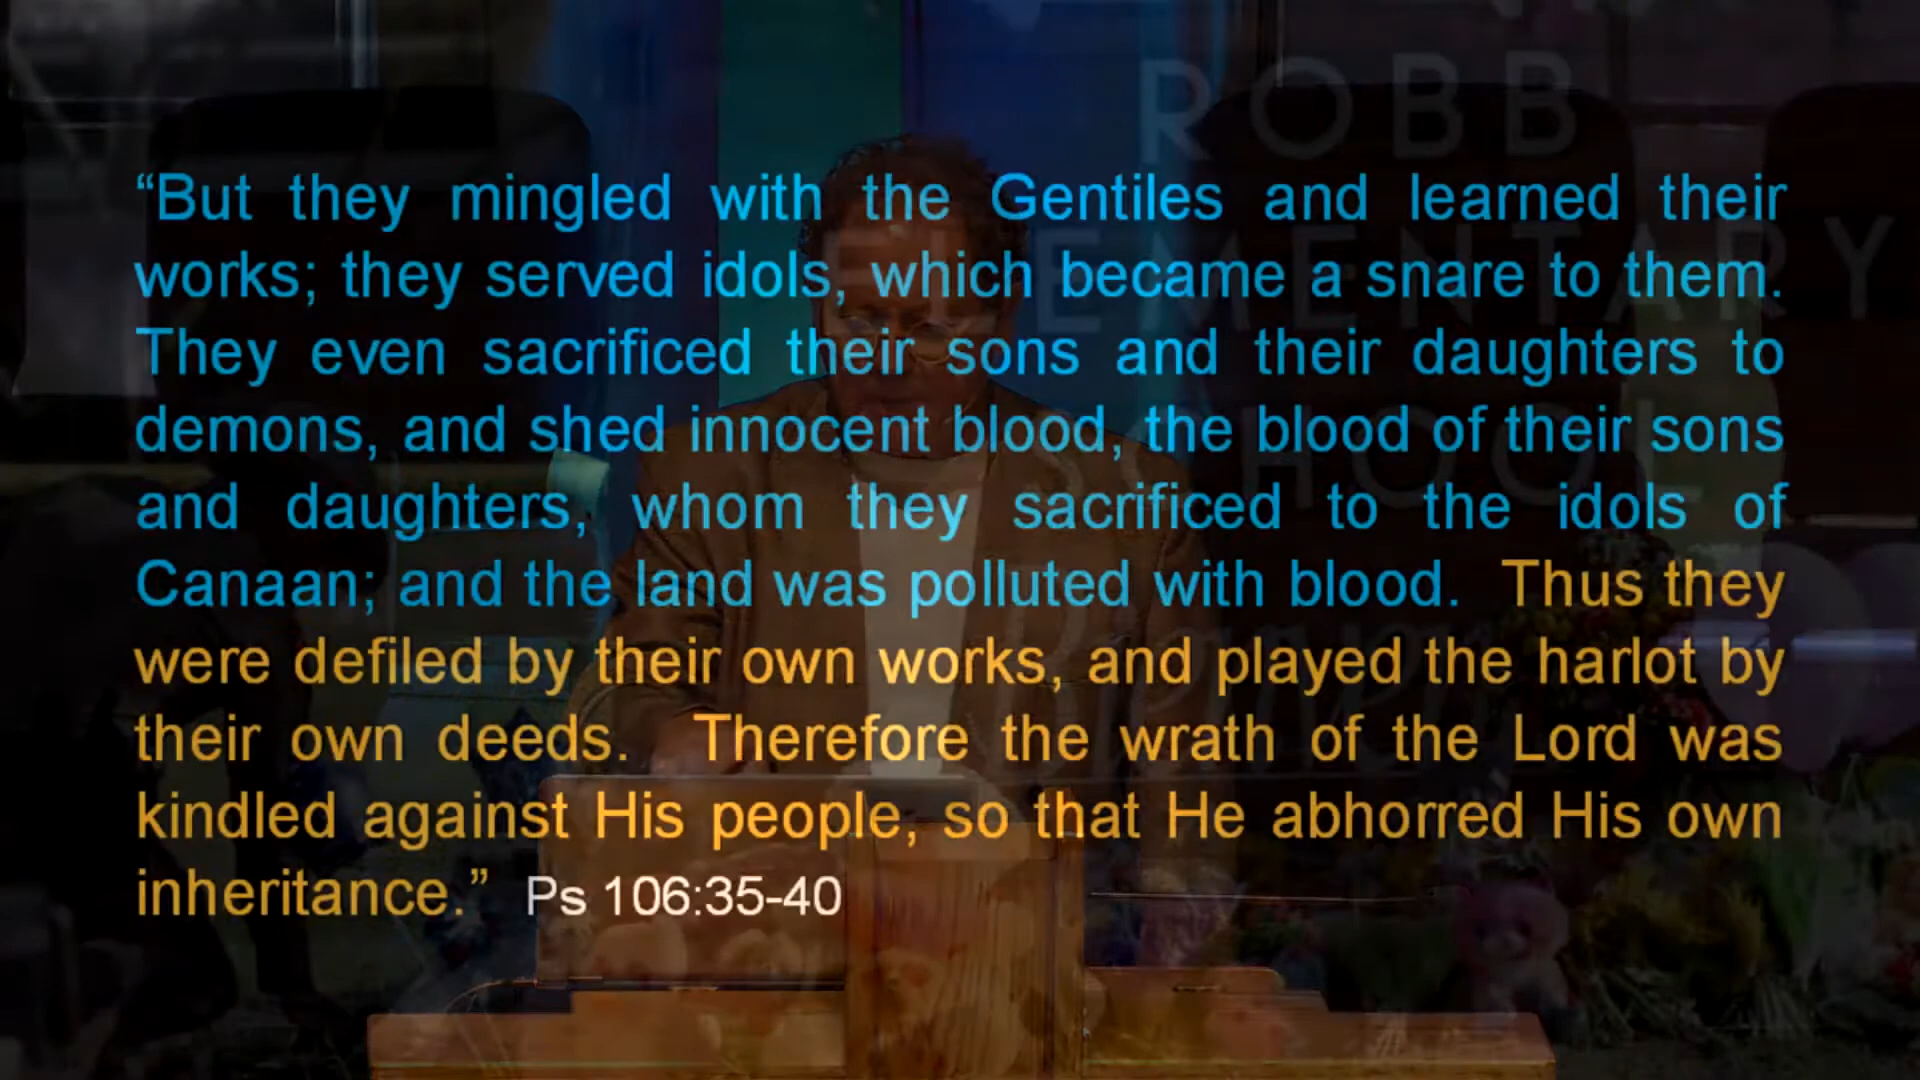 ROBB
ELEMENTARY
SCHOOL
“But they mingled with the Gentiles and learned their
works; they served idols, which became a snare to them.
They even sacrificed their sons and their daughters to
demons, and shed innocent blood, the blood of their sons
and daughters, whom they sacrificed to the idols of
Canaan; and the land was polluted with blood.  Thus they
were defiled by their own works, and played the harlot by
their own deeds.  Therefore the wrath of the Lord was
kindled against His people, so that He abhorred His own
inheritance.”  Ps 106:35-40